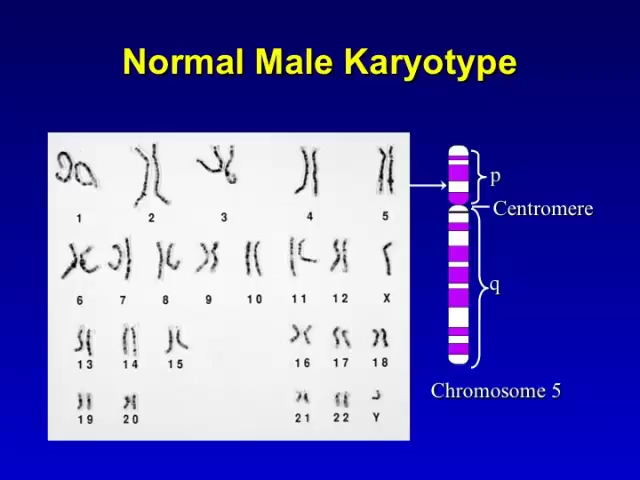 Normal Male Karyotype
1 2 3 4 5
p
Centromere
6 7 8 9 10 11 12 X
q
13 14 15 16 17 18
Chromosome 5
19 20 21 22 Y